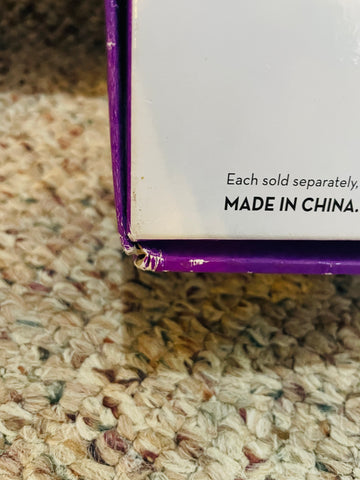 Each sold separately,
MADE IN CHINA.